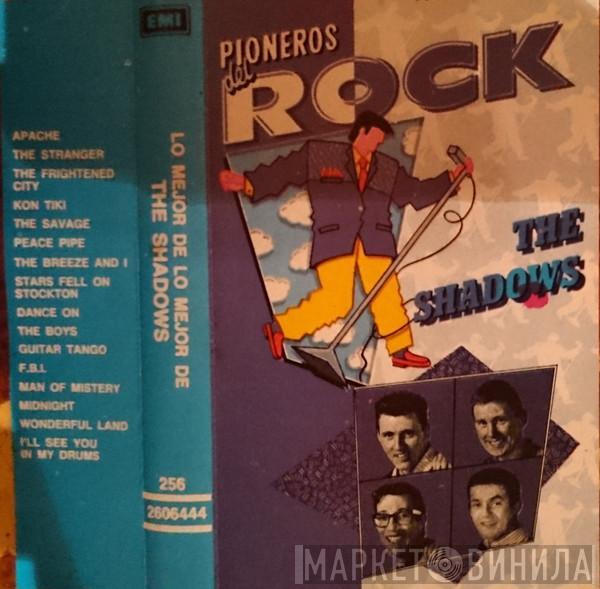 EMI
APACHE
THE STRANGER
THE FRIGHTENED
CITY
KON TIKI
THE SAVAGE
PEACE PIPE
THE BREEZE AND I
STARS FELL ON
STOCKTON
DANCE ON
THE BOYS
GUITAR TANGO
F.B.I.
MAN OF MISTERY
MIDNIGHT
WONDERFUL LAND
I'LL SEE YOU
IN MY DRUMS
LO MEJOR DE LO MEJOR DE
THE SHADOWS
256
2606444
PIONEROS
del
ROCK
THE
SHADOWS
МАРКЕТ ВИНИЛА